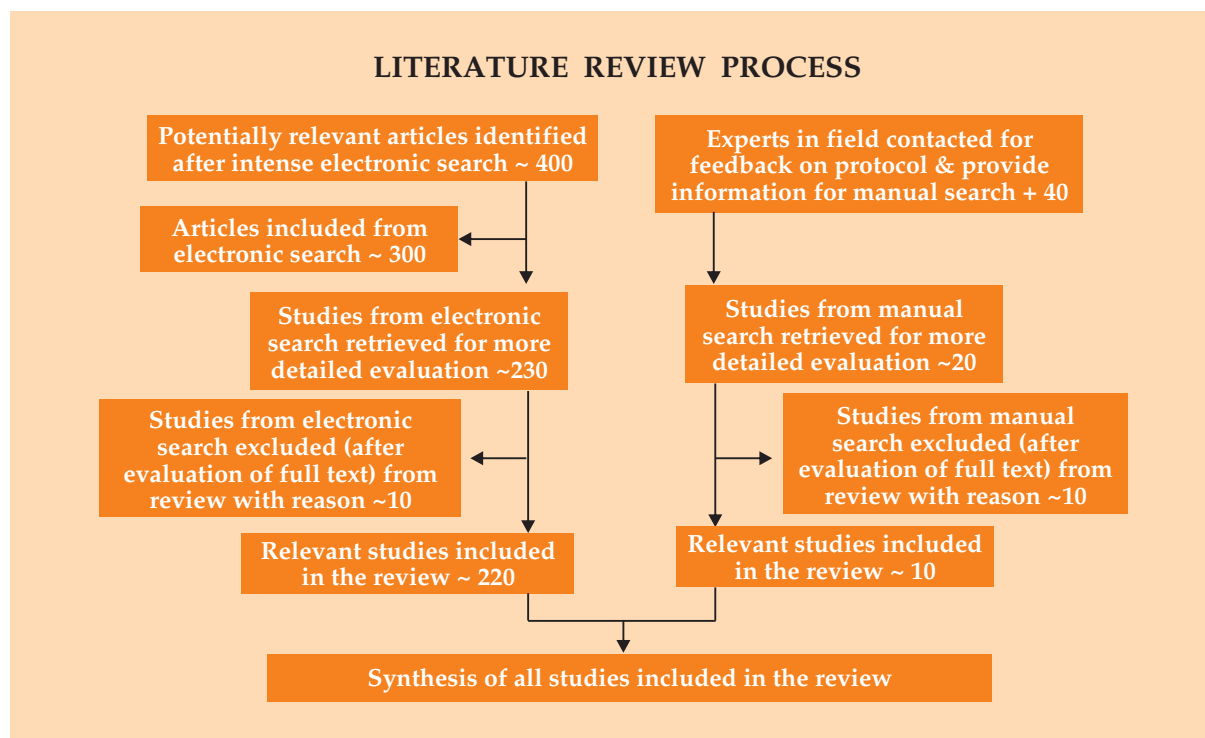 LITERATURE REVIEW PROCESS
Potentially relevant articles identified
after intense electronic search ~ 400
Experts in field contacted for
feedback on protocol & provide
information for manual search + 40
Articles included from
electronic search ~ 300
Studies from electronic
search retrieved for more
detailed evaluation ~230
Studies from manual
search retrieved for more
detailed evaluation ~20
Studies from electronic
search excluded (after
evaluation of full text) from
review with reason ~10
Studies from manual
search excluded (after
evaluation of full text) from
review with reason ~10
Relevant studies included
in the review ~ 220
Relevant studies included
in the review ~ 10
Synthesis of all studies included in the review